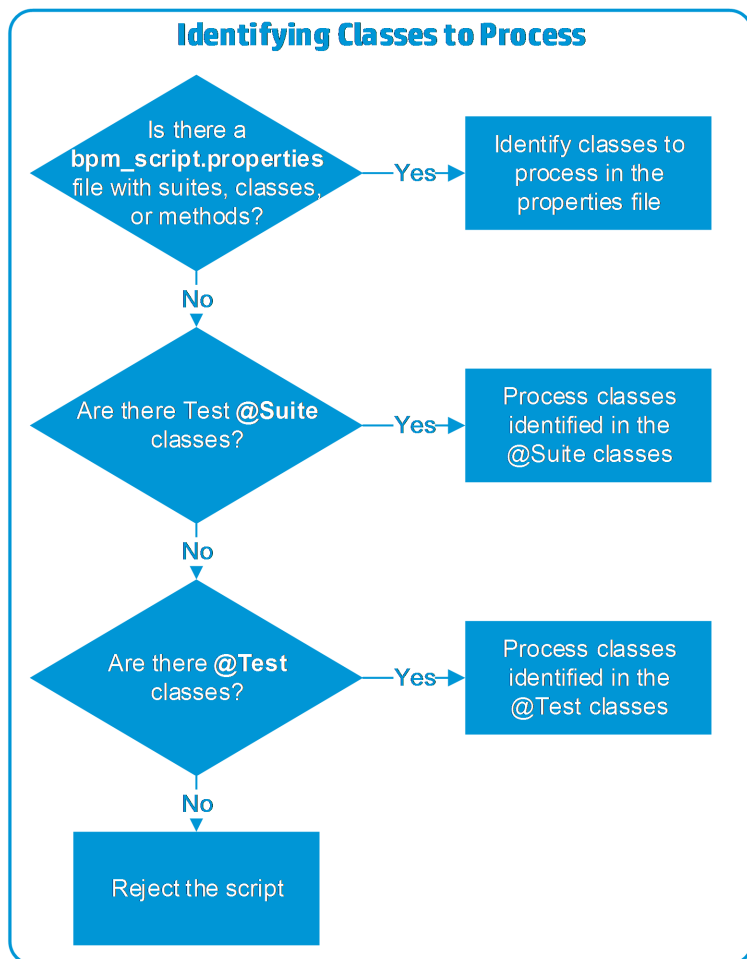 Identifying Classes to Process
Is there a
bpm_script.properties
file with suites, classes,
or methods?
Yes
Identify classes to
process in the
properties file
No
Are there Test @Suite
classes?
Yes
Process classes
identified in the
@Suite classes
No
Are there @Test
classes?
Yes
Process classes
identified in the
@Test classes
No
Reject the script